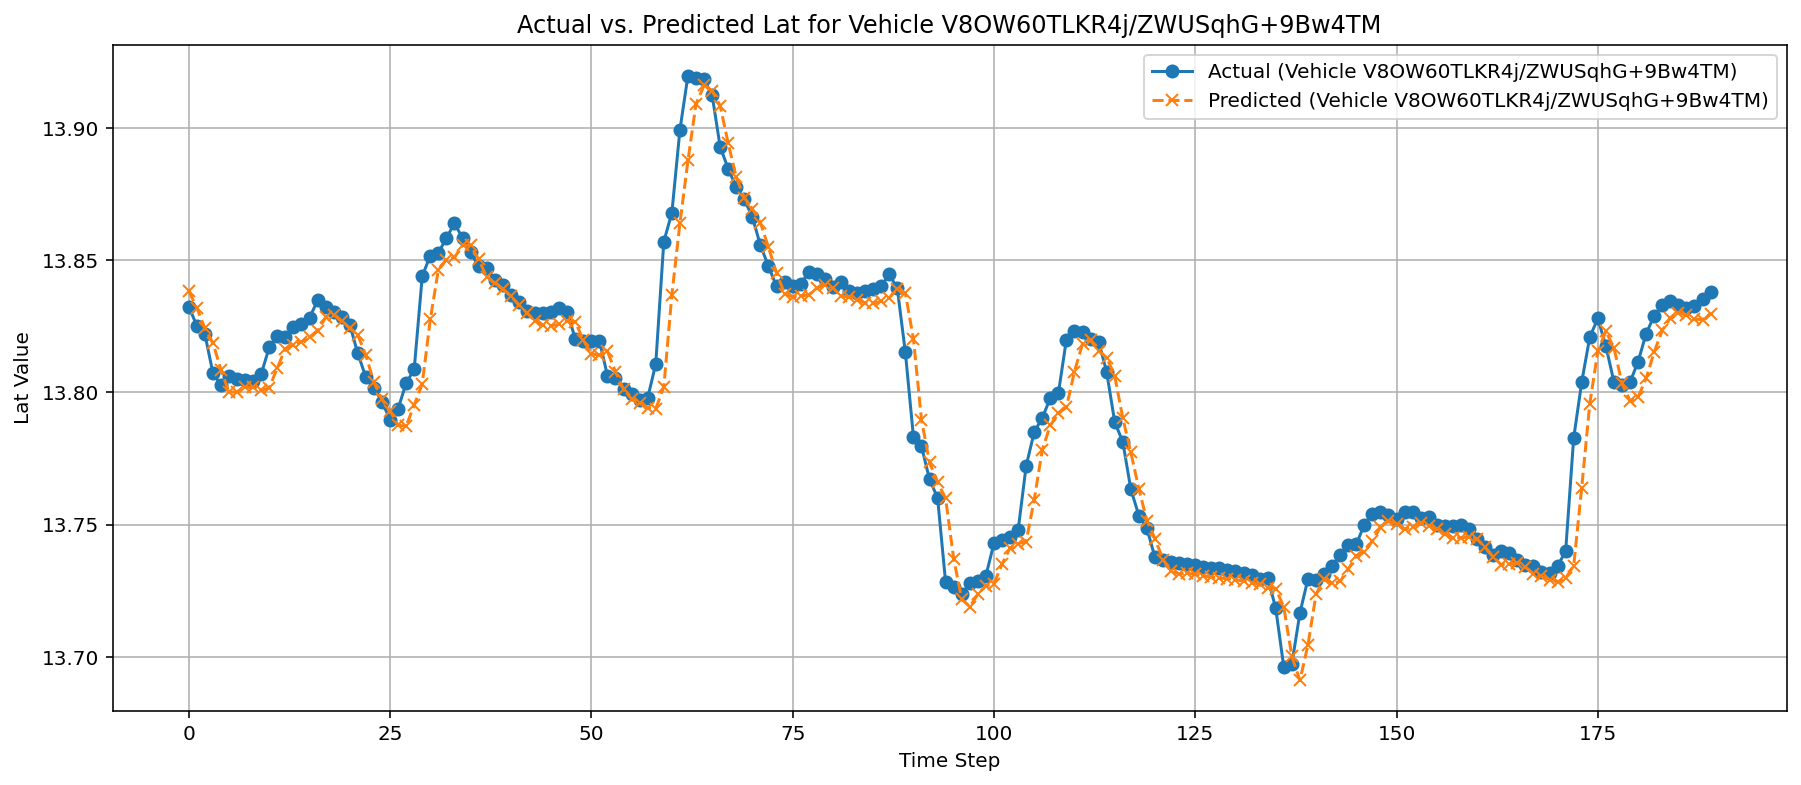 Actual vs. Predicted Lat for Vehicle V8OW60TLKR4j/ZWUSqhG+9Bw4TM
Actual (Vehicle V8OW60TLKR4j/ZWUSqhG+9Bw4TM)
Predicted (Vehicle V8OW60TLKR4j/ZWUSqhG+9Bw4TM)
Lat Value
13.90
13.85
13.80
13.75
13.70
0 25 50 75 100 125 150 175
Time Step